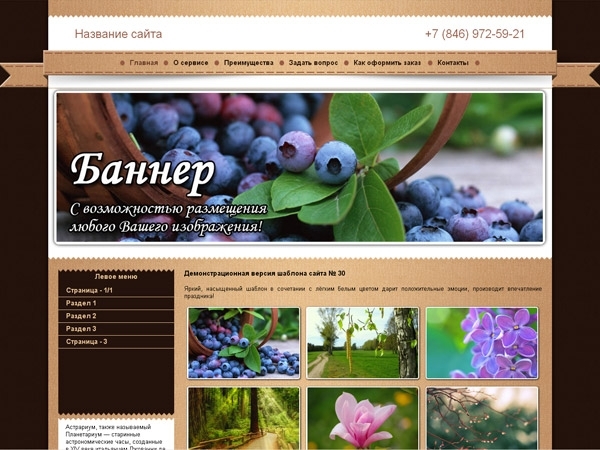 Название сайта
+7 (846) 972-59-21
Главная О сервисе Преимущества Задать вопрос Как оформить заказ Контакты
Баннер
С возможностью размещения
любого Вашего изображения!
Левое меню
Страница - 1/1
Раздел 1
Раздел 2
Раздел 3
Страница - 3
Демонстрационная версия шаблона сайта № 30
Яркий, насыщенный шаблон в сочетании с лёгким белым цветом дарит положительные эмоции, производит впечатление
праздника!
Астрариум, также называемый
Планетариум — старинные
астрономические часы, созданные
в XIV веке итальянцем Джованни де